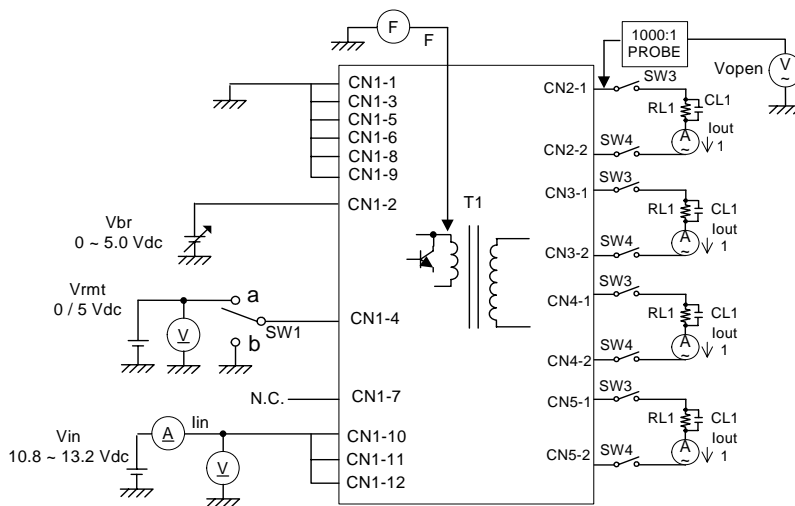 F
F
1000:1
PROBE
V
~
Vopen
CN1-1
CN1-3
CN1-5
CN1-6
CN1-8
CN1-9
CN1-2
Vbr
0 ~ 5.0 Vdc
Vrmt
0 / 5 Vdc
V
a
b
SW1
CN1-4
N.C.
CN1-7
Vin
10.8 ~ 13.2 Vdc
A
Iin
V
CN1-10
CN1-11
CN1-12
T1
CN2-1
SW3
RL1
CL1
A
~
Iout
1
CN2-2
SW4
CN3-1
SW3
RL1
CL1
A
~
Iout
1
CN3-2
SW4
CN4-1
SW3
RL1
CL1
A
~
Iout
1
CN4-2
SW4
CN5-1
SW3
RL1
CL1
A
~
Iout
1
CN5-2
SW4